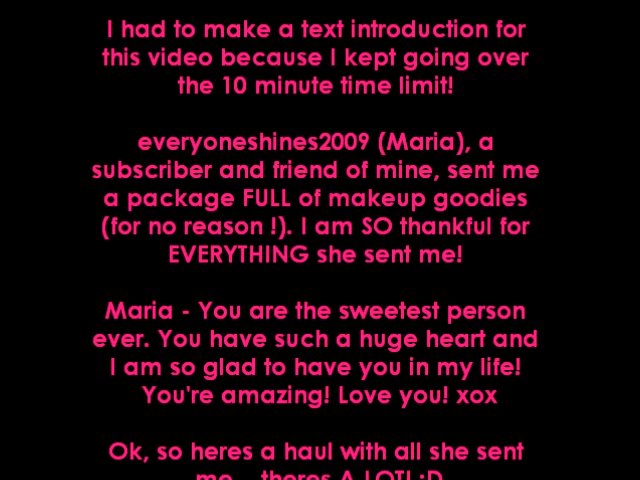 I had to make a text introduction for
this video because I kept going over
the 10 minute time limit!
everyoneshines2009 (Maria), a
subscriber and friend of mine, sent me
a package FULL of makeup goodies
(for no reason !). I am SO thankful for
EVERYTHING she sent me!
Maria - You are the sweetest person
ever. You have such a huge heart and
I am so glad to have you in my life!
You're amazing! Love you! xox
Ok, so heres a haul with all she sent
me... theres A LOT! :D